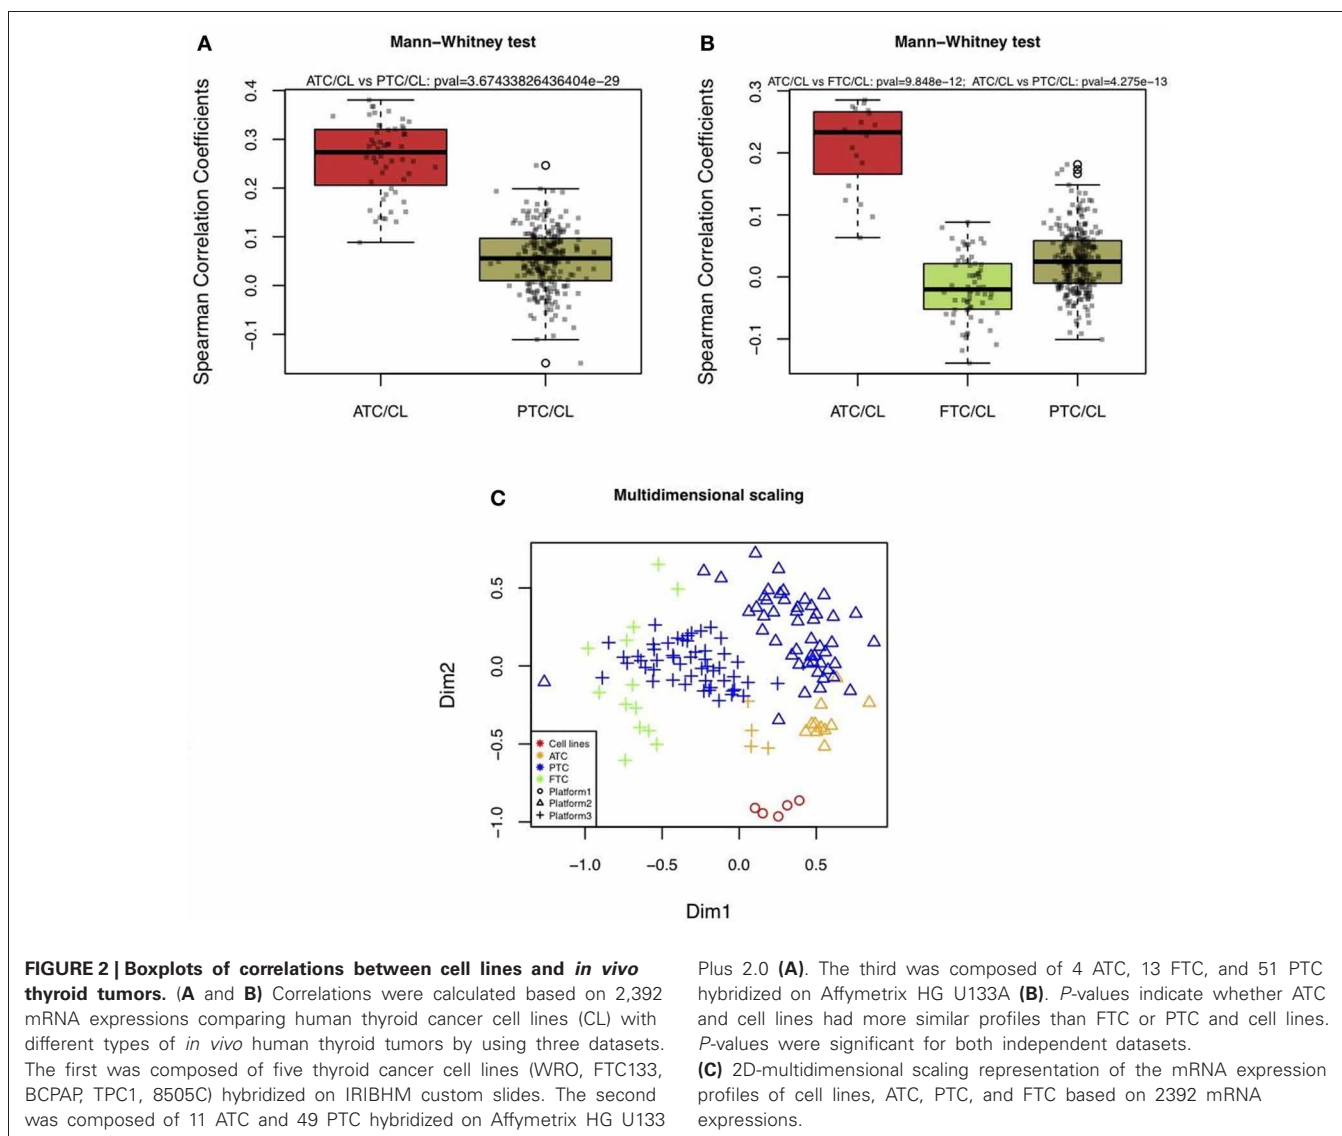 A
Mann–Whitney test
ATC/CL vs PTC/CL: pval=3.67433826436404e−29
Spearman Correlation Coefficients
0.4
0.3
0.2
0.1
0.0
−0.1
ATC/CL
PTC/CL
B
Mann–Whitney test
ATC/CL vs FTC/CL: pval=9.848e−12; ATC/CL vs PTC/CL: pval=4.275e−13
Spearman Correlation Coefficients
0.3
0.2
0.1
0.0
−0.1
ATC/CL
FTC/CL
PTC/CL
C
Multidimensional scaling
Dim2
0.5
0.0
−0.5
−1.0
Cell lines
ATC
PTC
FTC
Platform1
Platform2
Platform3
−1.0
−0.5
0.0
0.5
Dim1
FIGURE 2 | Boxplots of correlations between cell lines and in vivo
thyroid tumors. (A and B) Correlations were calculated based on 2,392
mRNA expressions comparing human thyroid cancer cell lines (CL) with
different types of in vivo human thyroid tumors by using three datasets.
The first was composed of five thyroid cancer cell lines (WRO, FTC133,
BCPAP, TPC1, 8505C) hybridized on IRIBHM custom slides. The second
was composed of 11 ATC and 49 PTC hybridized on Affymetrix HG U133
Plus 2.0 (A). The third was composed of 4 ATC, 13 FTC, and 51 PTC
hybridized on Affymetrix HG U133A (B). P-values indicate whether ATC
and cell lines had more similar profiles than FTC or PTC and cell lines.
P-values were significant for both independent datasets.
(C) 2D-multidimensional scaling representation of the mRNA expression
profiles of cell lines, ATC, PTC, and FTC based on 2392 mRNA
expressions.